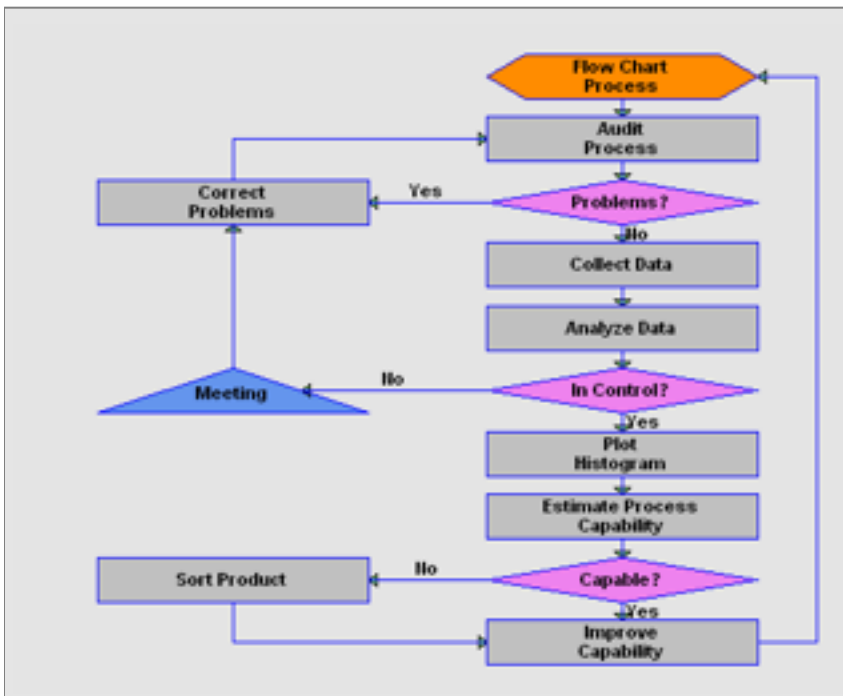 Flow Chart
Process
Audit
Process
Correct
Problems
Yes
Problems?
No
Collect Data
Analyze Data
Meeting
No
In Control?
Yes
Plot
Histogram
Estimate Process
Capability
Sort Product
No
Capable?
Yes
Improve
Capability